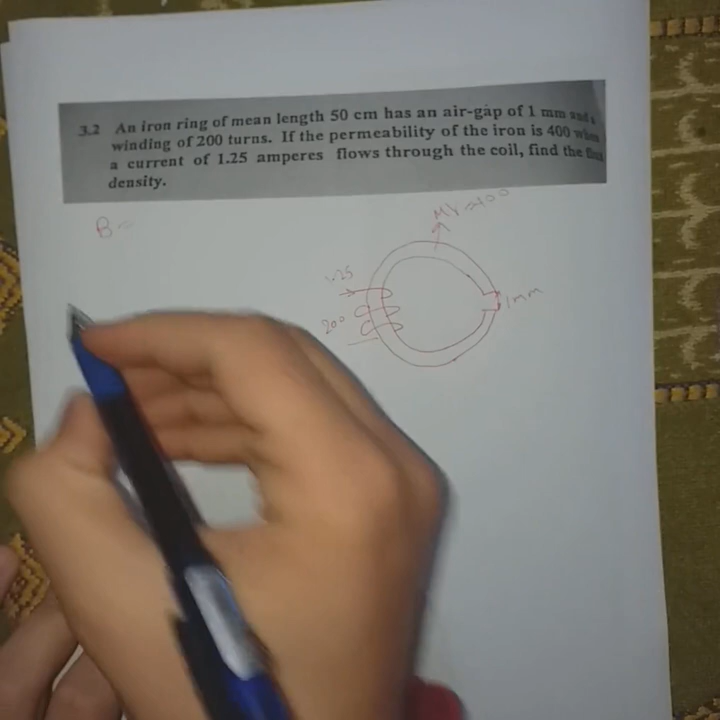 3.2 An iron ring of mean length 50 cm has an air-gap of 1 mm and a
winding of 200 turns. If the permeability of the iron is 400 when
a current of 1.25 amperes flows through the coil, find the flux
density.
B=
Mr=400
1.25
200
1mm